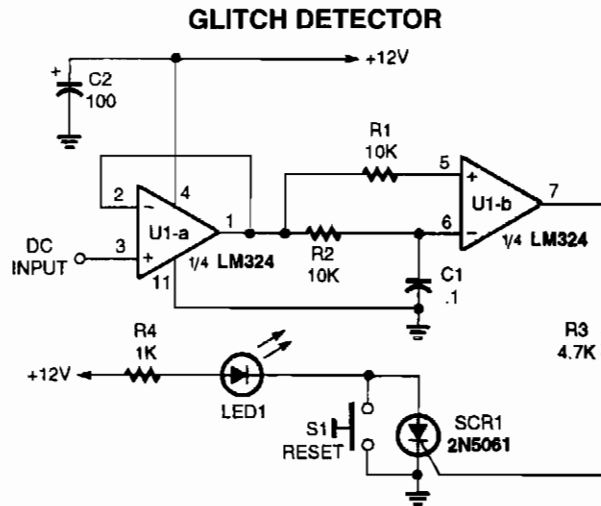 GLITCH DETECTOR
+12V
+
C2
100
R1
10K
2
4
5
+
7
−
U1-a
1
U1-b
6
−
DC
INPUT
3
+
1/4 LM324
11
R2
10K
1/4 LM324
C1
.1
R4
1K
R3
4.7K
+12V
LED1
S1
RESET
SCR1
2N5061